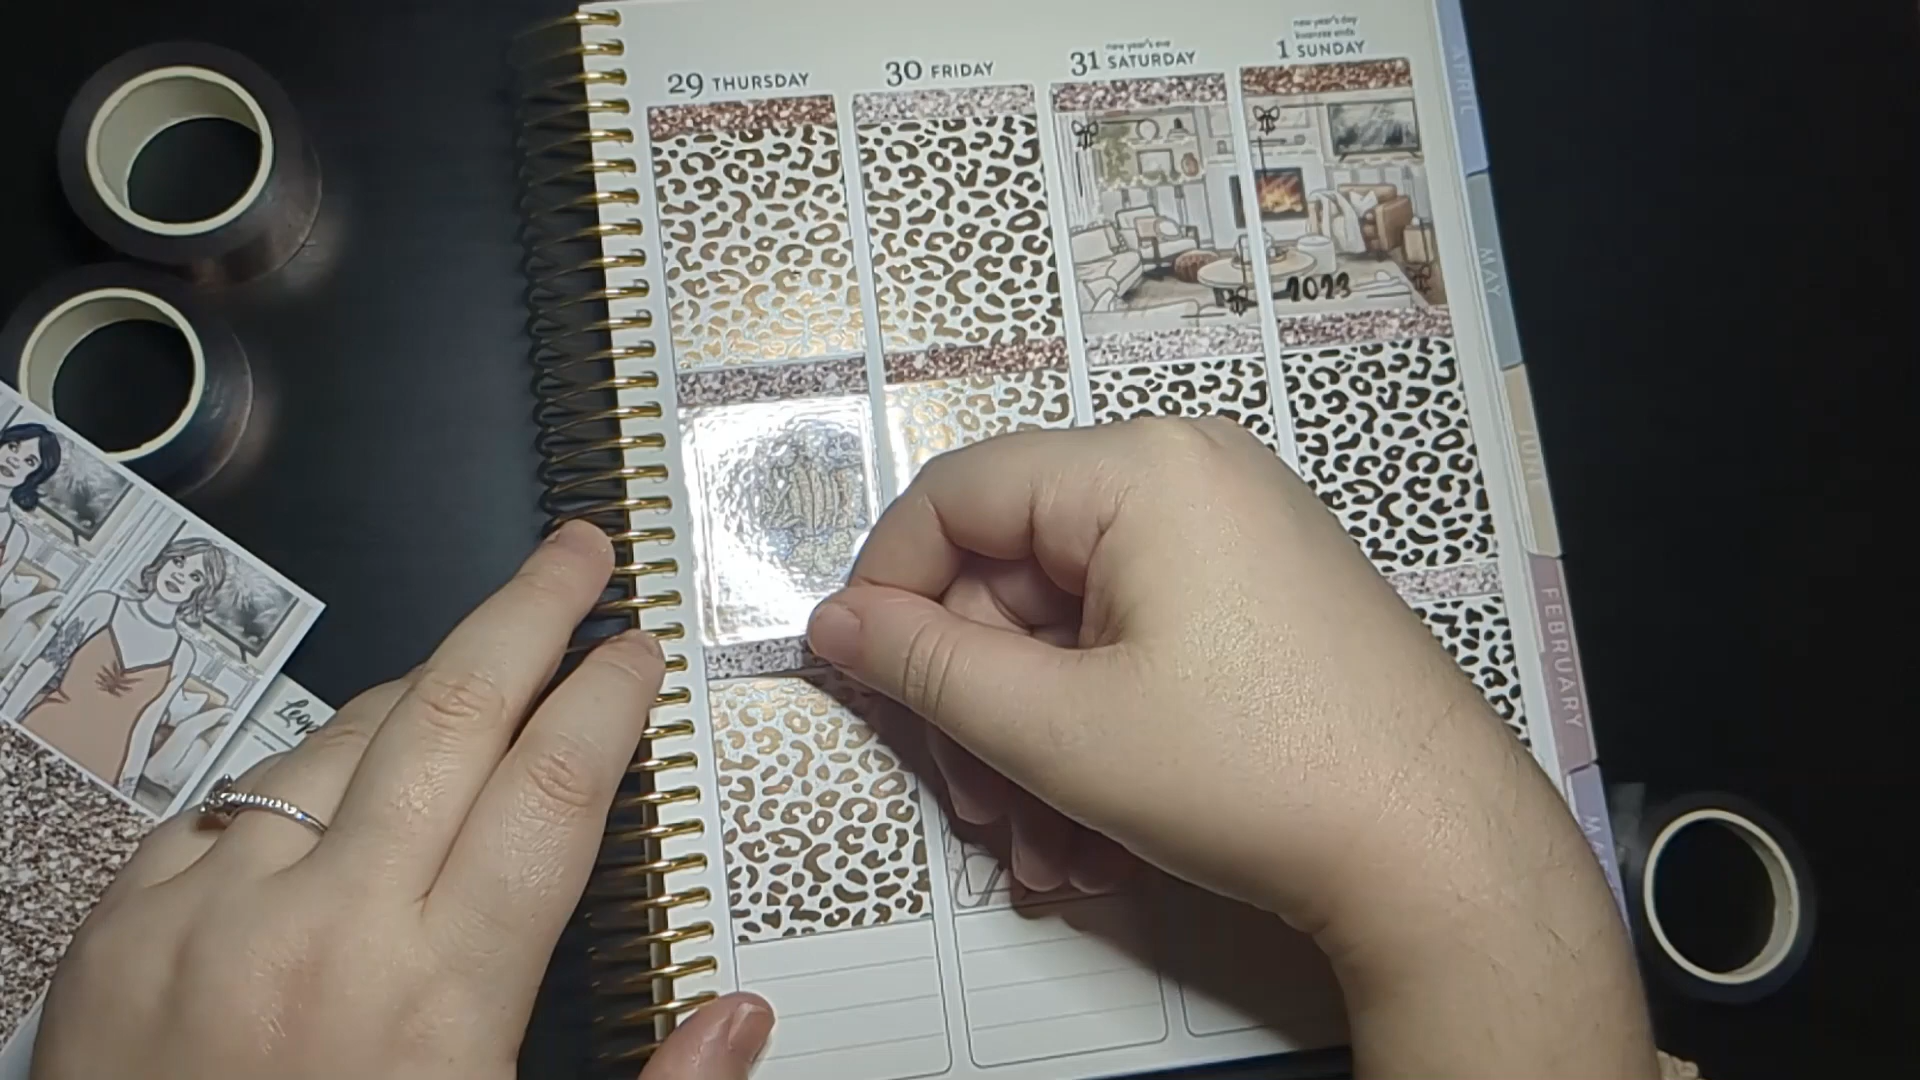 29 THURSDAY
30 FRIDAY
new year's eve
31 SATURDAY
new year's day
kwanzaa ends
1 SUNDAY
2023
APRIL
MAY
JUNE
FEBRUARY